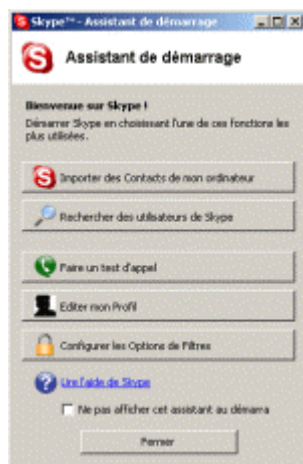 Skype™ - Assistant de démarrage
Assistant de démarrage
Bienvenue sur Skype !
Démarrer Skype en choisissant l'une de ces fonctions les
plus utilisées.
Importer des Contacts de mon ordinateur
Rechercher des utilisateurs de Skype
Faire un test d'appel
Editer mon Profil
Configurer les Options de Filtres
Lire l'aide de Skype
Ne pas afficher cet assistant au démarra
Fermer